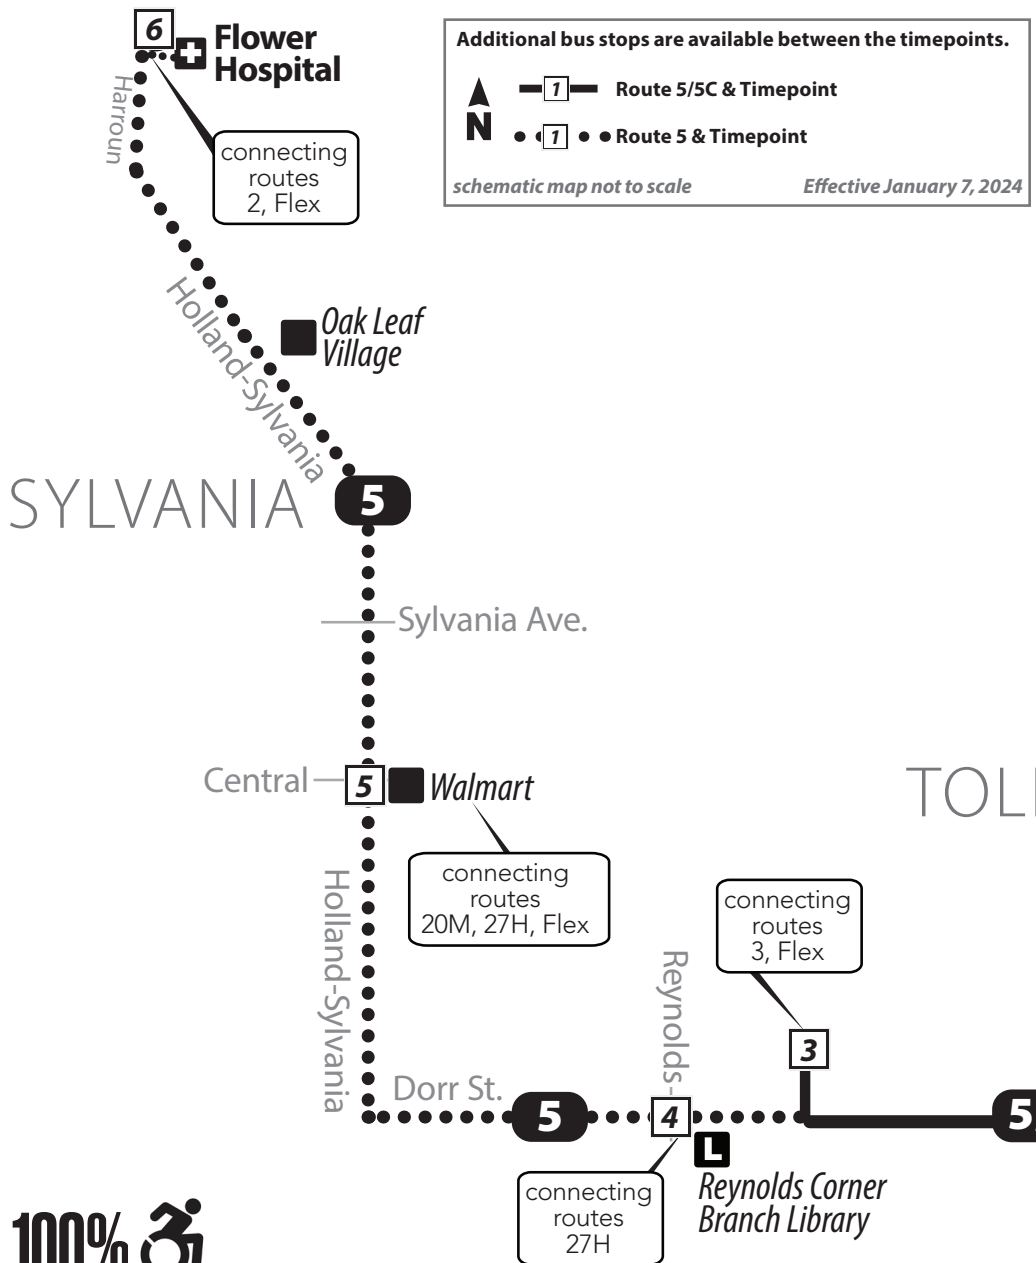 6
Flower
Hospital
Harroun
connecting
routes
2, Flex
Additional bus stops are available between the timepoints.
N
1 Route 5/5C & Timepoint
1 Route 5 & Timepoint
schematic map not to scale
Effective January 7, 2024
Holland-Sylvania
Oak Leaf
Village
SYLVANIA
5
Sylvania Ave.
Central
5
Walmart
TOL
connecting
routes
20M, 27H, Flex
Holland-Sylvania
connecting
routes
3, Flex
Reynolds
3
Dorr St.
5
4
5
L
Reynolds Corner
Branch Library
connecting
routes
27H
100%